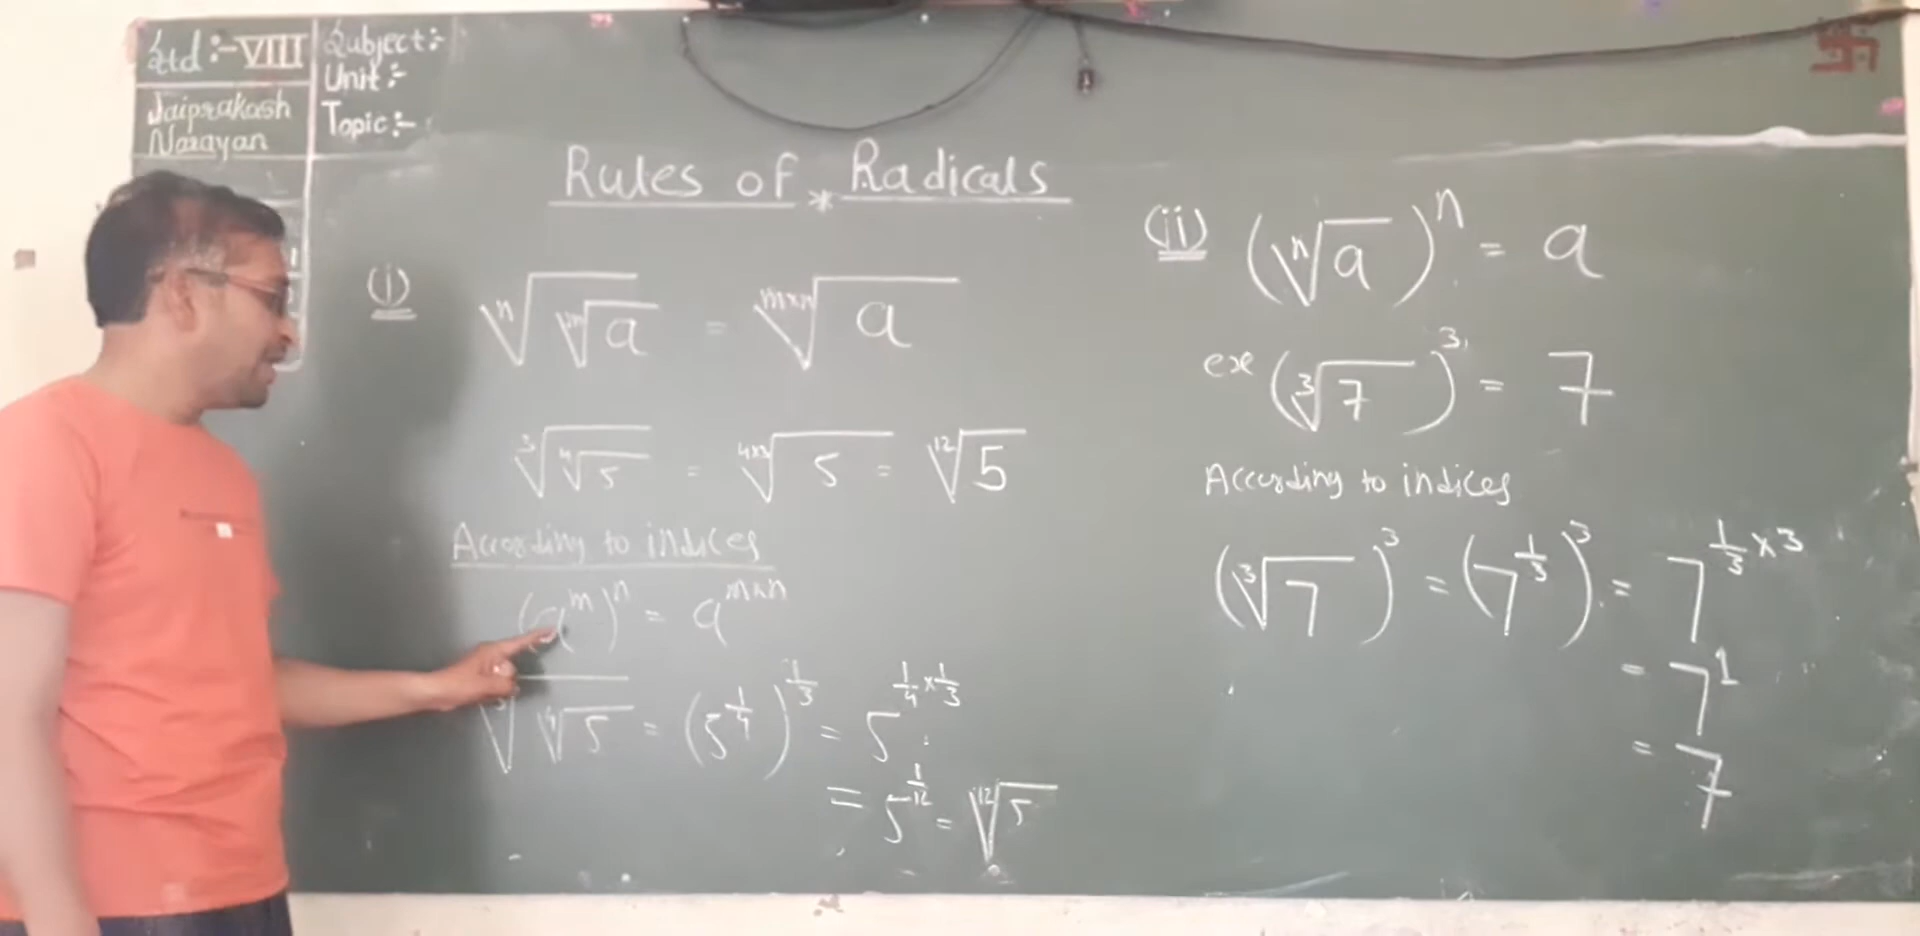 Std :- VIII
Jaiprakash
Narayan
Subject :-
Unit :-
Topic :-
Rules of * Radicals
(i)
ⁿ√(ᵐ√a) = ᵐˣⁿ√a
³√(⁴√5) = ⁴ˣ³√5 = ¹²√5
According to indices
(aᵐ)ⁿ = aᵐˣⁿ
³√(⁴√5) = (5^(1/4))^(1/3) = 5^(1/4 × 1/3)
= 5^(1/12) = ¹²√5
(ii) (ⁿ√a)ⁿ = a
exe (³√7)³ = 7
According to indices
(³√7)³ = (7^(1/3))³ = 7^(1/3 × 3)
= 7¹
= 7